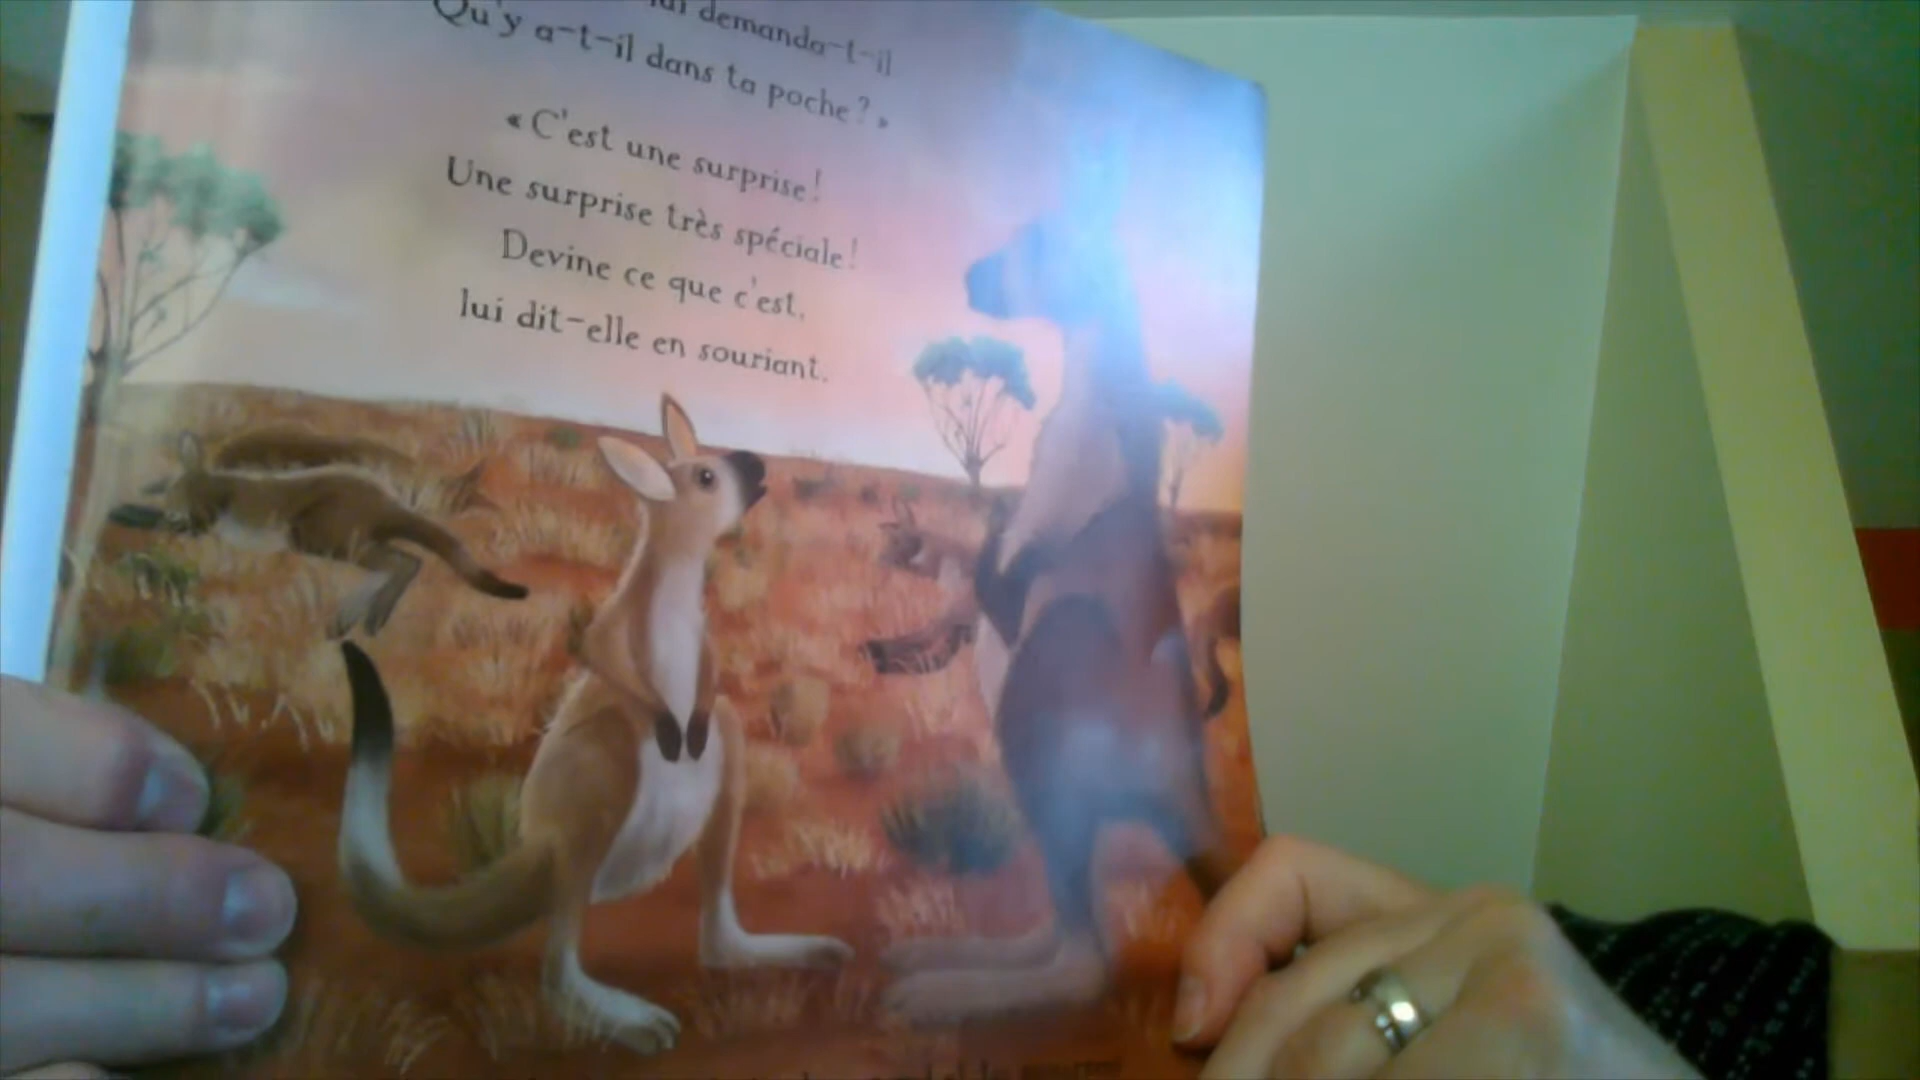 lui demanda-t-il
Qu'y a-t-il dans ta poche ? »
« C'est une surprise !
Une surprise très spéciale !
Devine ce que c'est,
lui dit-elle en souriant.